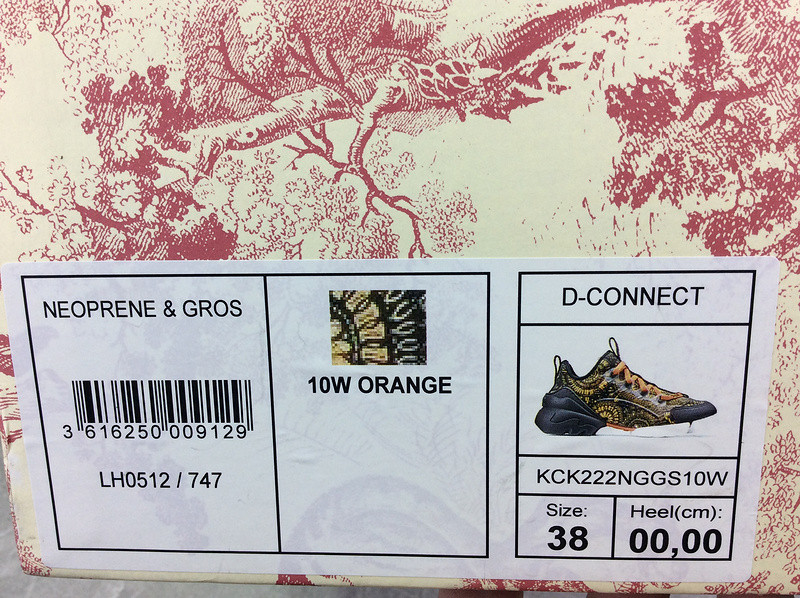 NEOPRENE & GROS
3 616250 009129
LH0512 / 747
10W ORANGE
D-CONNECT
KCK222NGGS10W
Size:
38
Heel(cm):
00,00